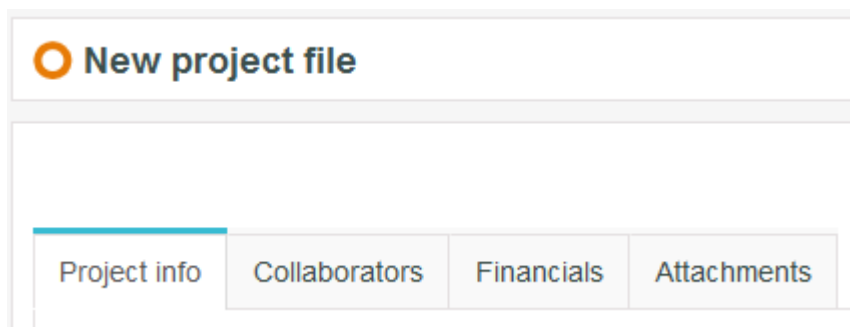 New project file
Project info Collaborators Financials Attachments